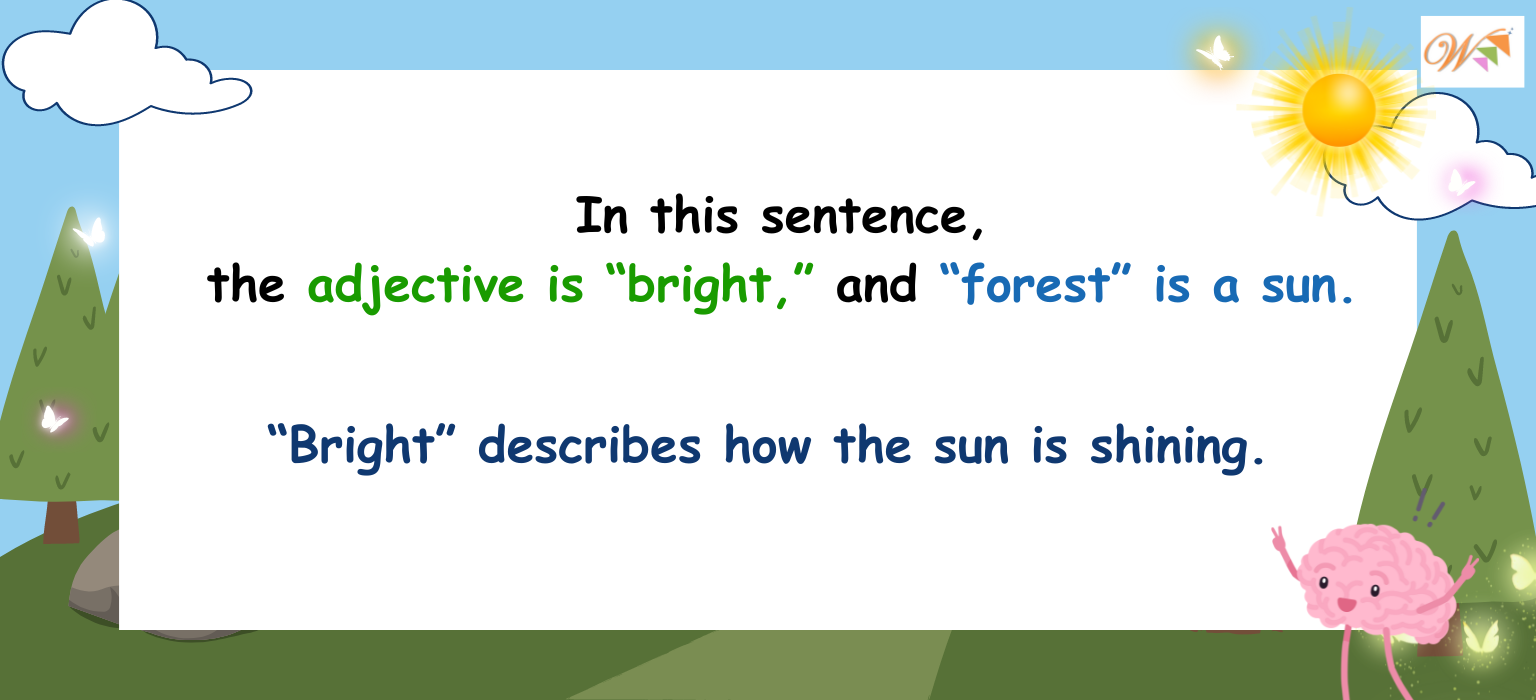 In this sentence,
the adjective is “bright,” and “forest” is a sun.
“Bright” describes how the sun is shining.